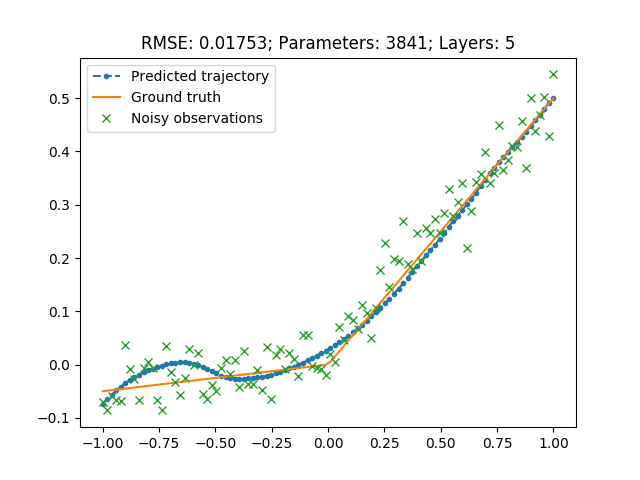 RMSE: 0.01753; Parameters: 3841; Layers: 5
Predicted trajectory
Ground truth
Noisy observations
0.5
0.4
0.3
0.2
0.1
0.0
−0.1
−1.00 −0.75 −0.50 −0.25 0.00 0.25 0.50 0.75 1.00